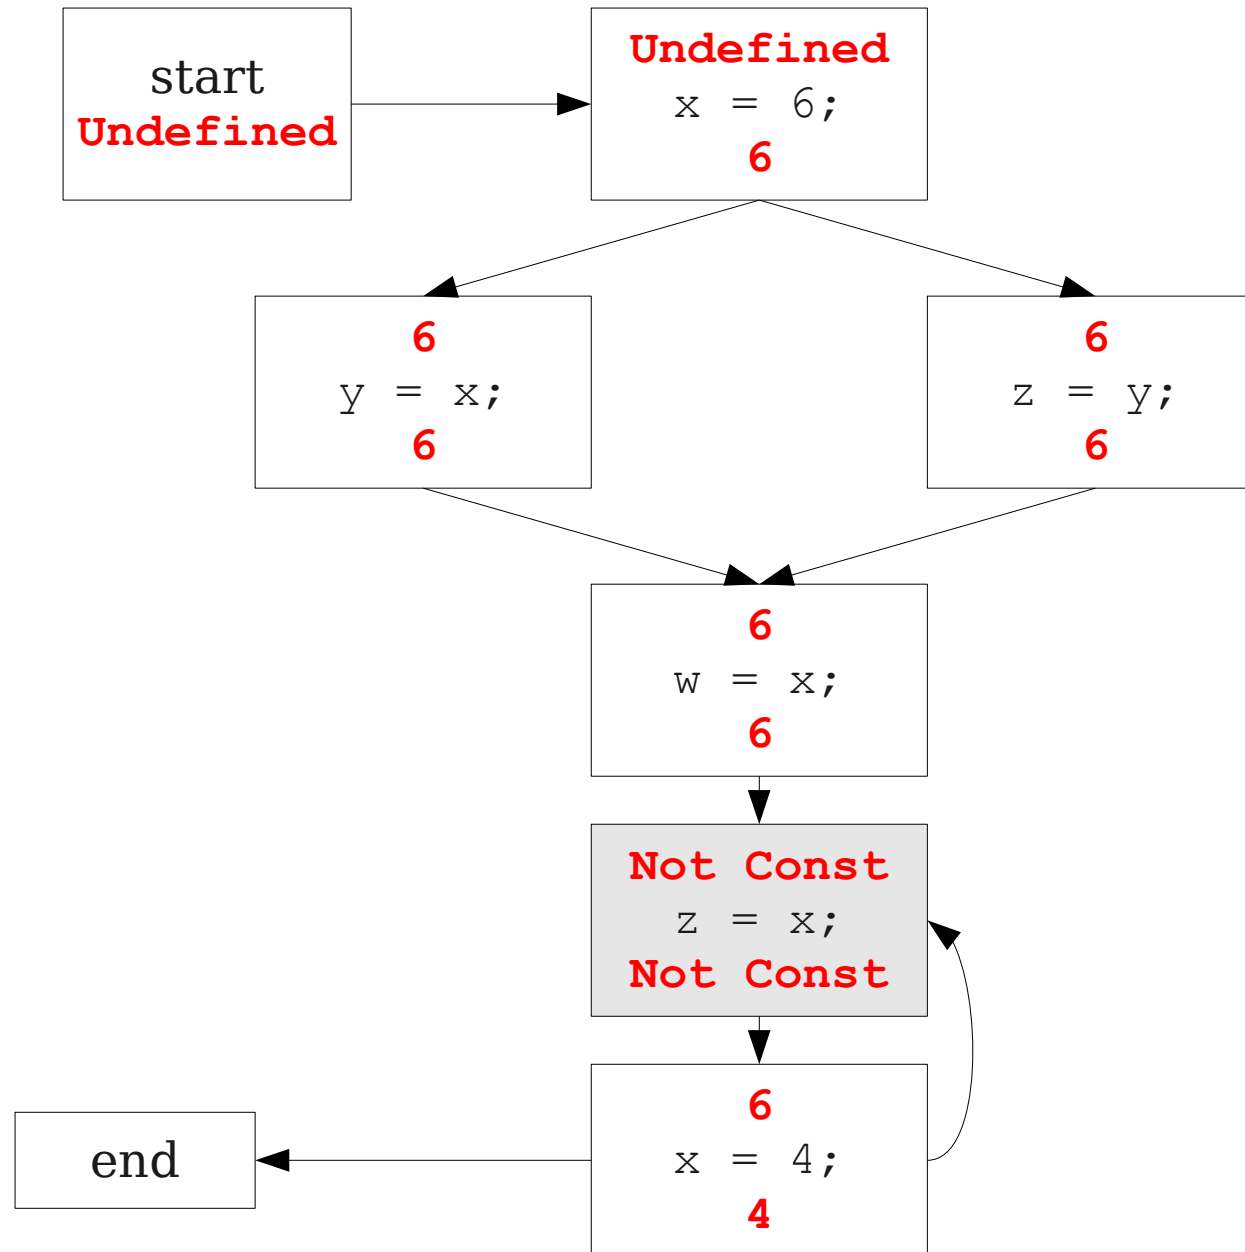 start
Undefined
Undefined
x = 6;
6
6
y = x;
6
6
z = y;
6
6
w = x;
6
Not Const
z = x;
Not Const
6
x = 4;
4
end